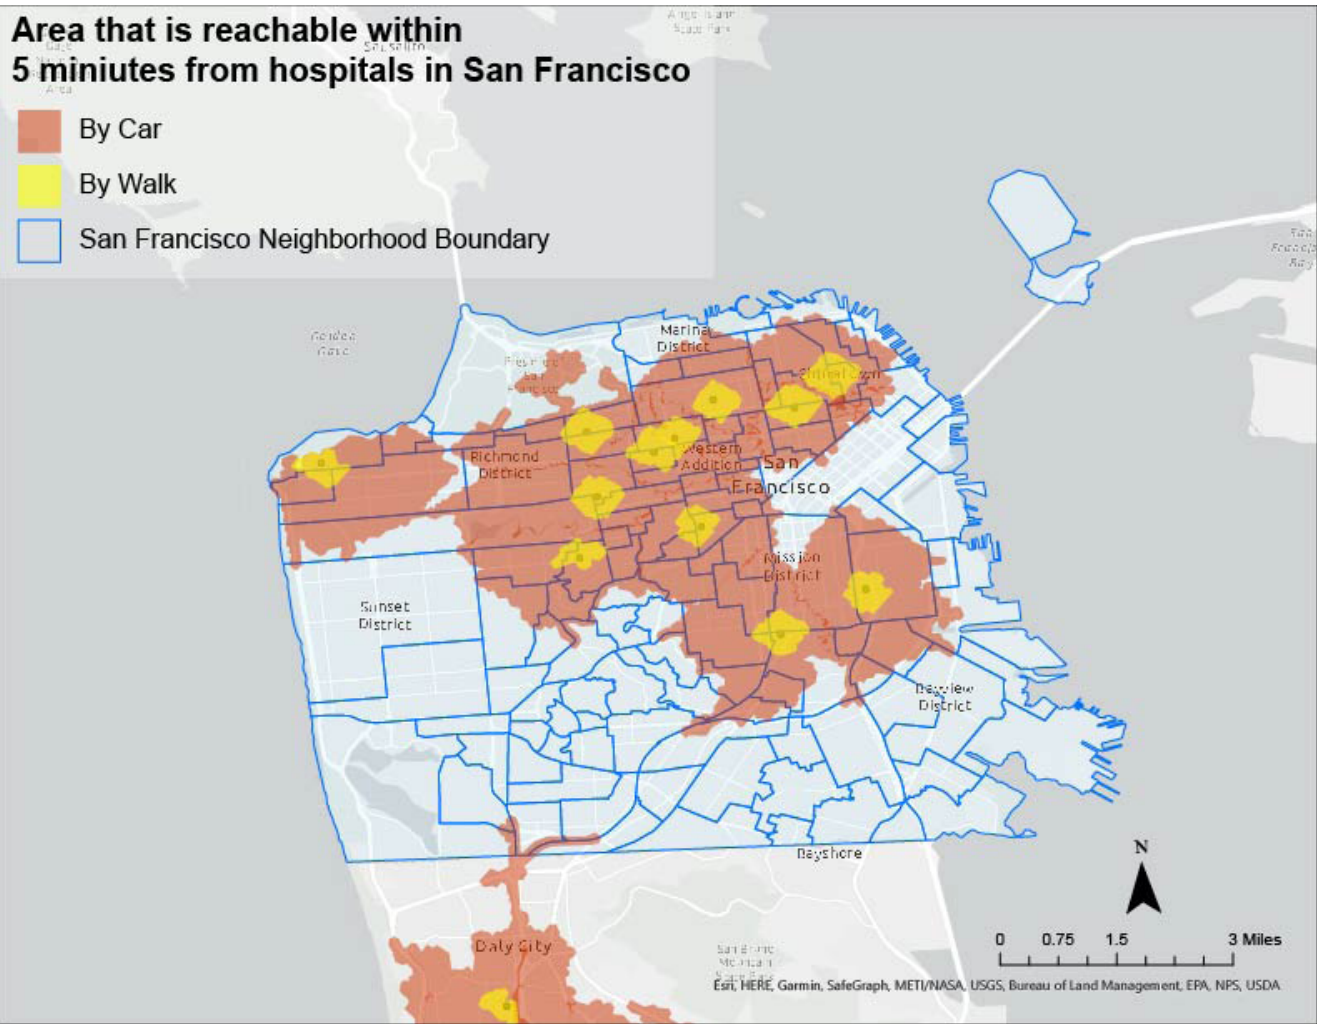 Area that is reachable within
5 miniutes from hospitals in San Francisco
By Car
By Walk
San Francisco Neighborhood Boundary
Sausalito
State Park
Marina
District
Richmond
District
Western
Addition
San
Francisco
Mission
District
Sunset
District
Bayview
District
Bayshore
Daly City
N
0 0.75 1.5 3 Miles
Esri, HERE, Garmin, SafeGraph, METI/NASA, USGS, Bureau of Land Management, EPA, NPS, USDA